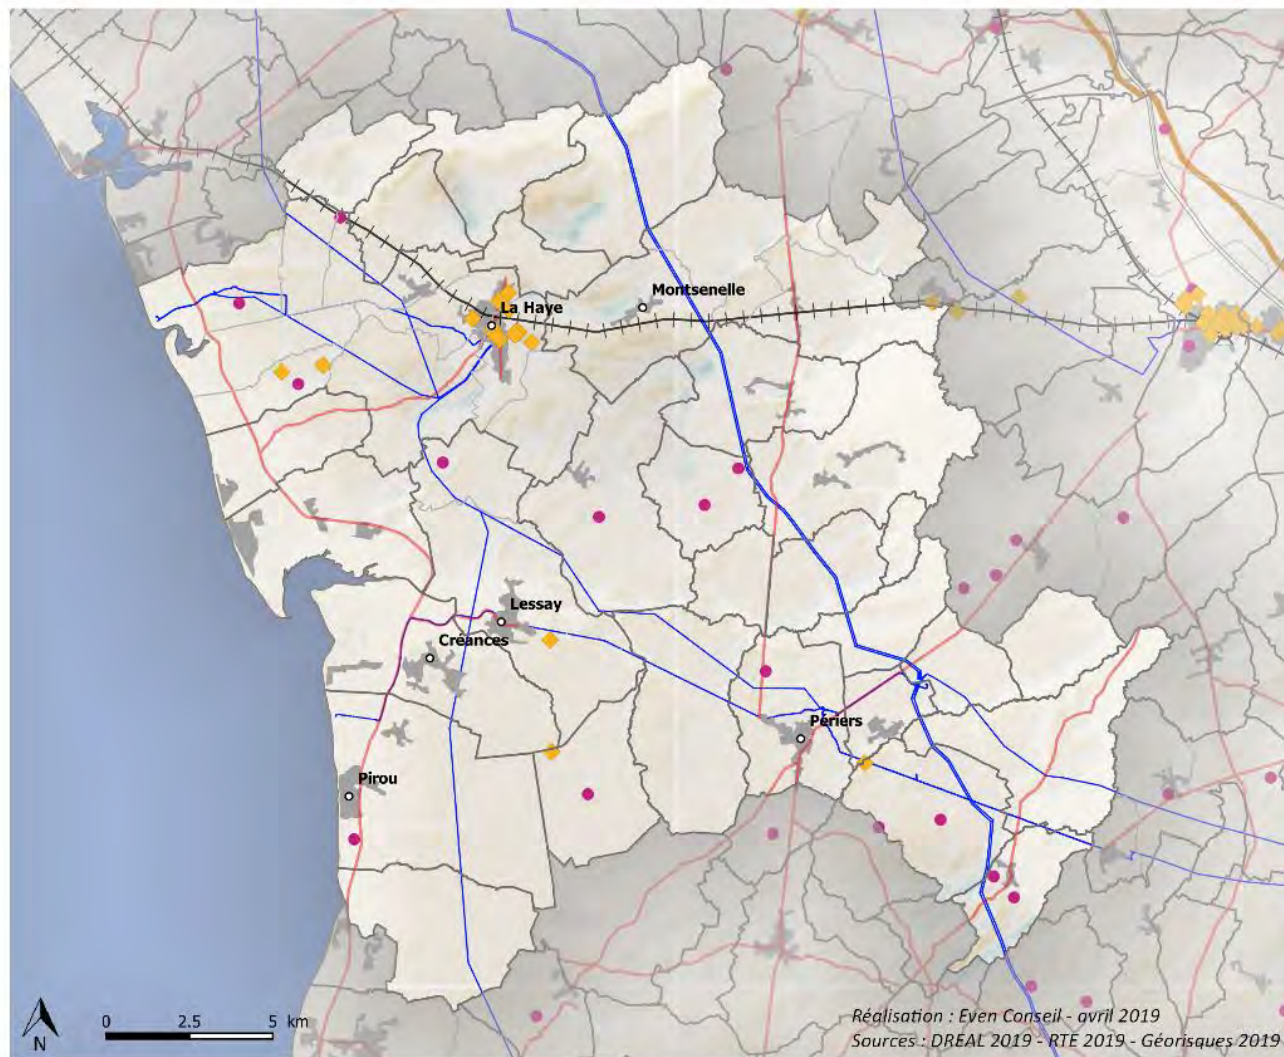 Montsenelle
La Haye
Lessay
Créances
Périers
Pirou
0 2.5 5 km
N
Réalisation : Even Conseil - avril 2019
Sources : DREAL 2019 - RTE 2019 - Géorisques 2019